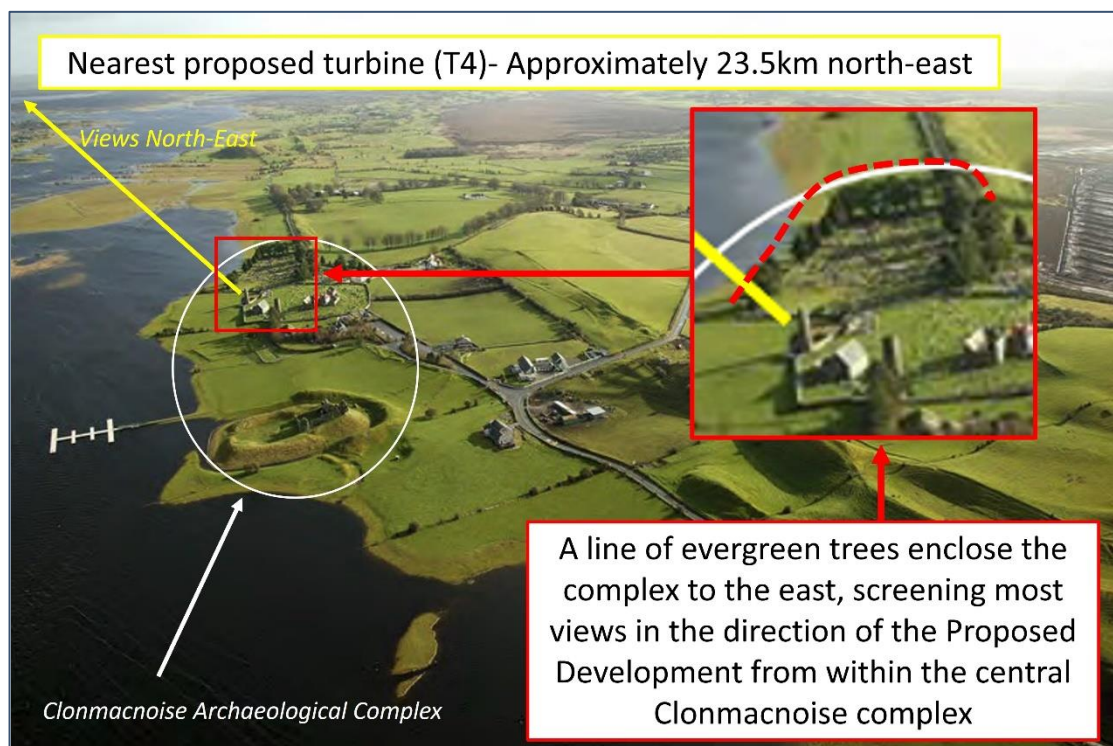 Nearest proposed turbine (T4)- Approximately 23.5km north-east
Views North-East
A line of evergreen trees enclose the
complex to the east, screening most
views in the direction of the Proposed
Development from within the central
Clonmacnoise complex
Clonmacnoise Archaeological Complex